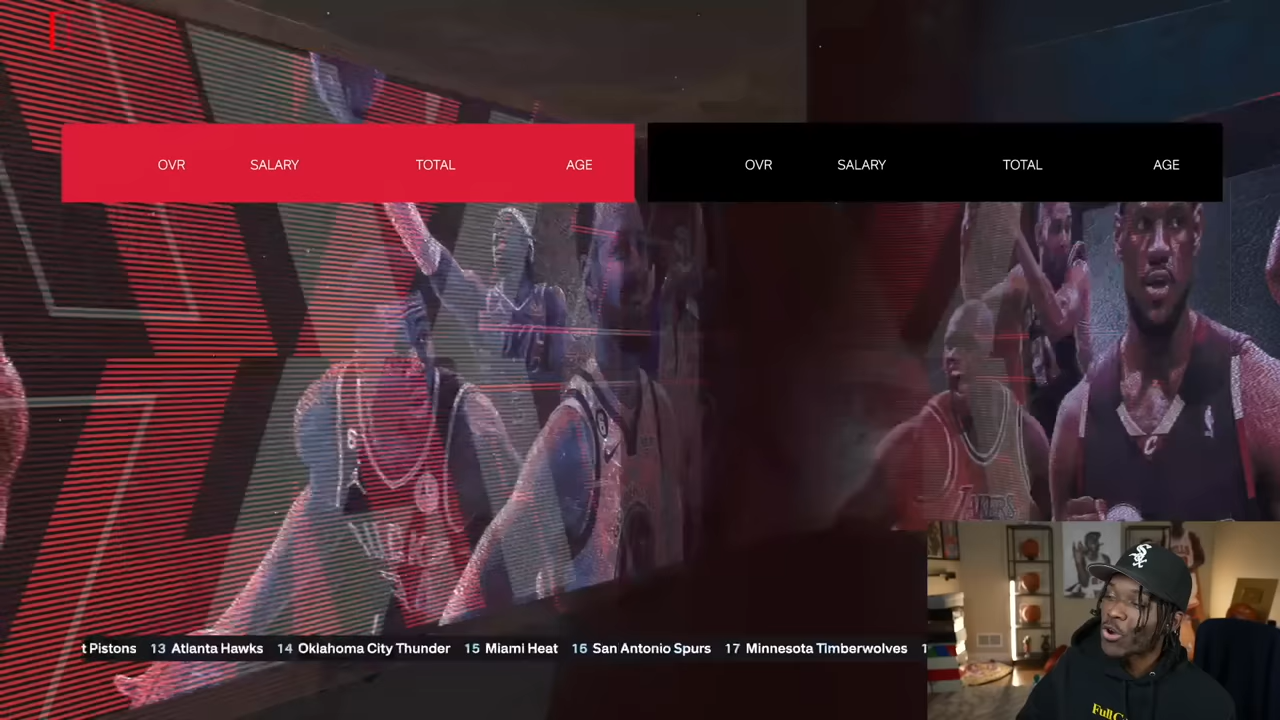 OVR SALARY TOTAL AGE
OVR SALARY TOTAL AGE
t Pistons 13 Atlanta Hawks 14 Oklahoma City Thunder 15 Miami Heat 16 San Antonio Spurs 17 Minnesota Timberwolves 1